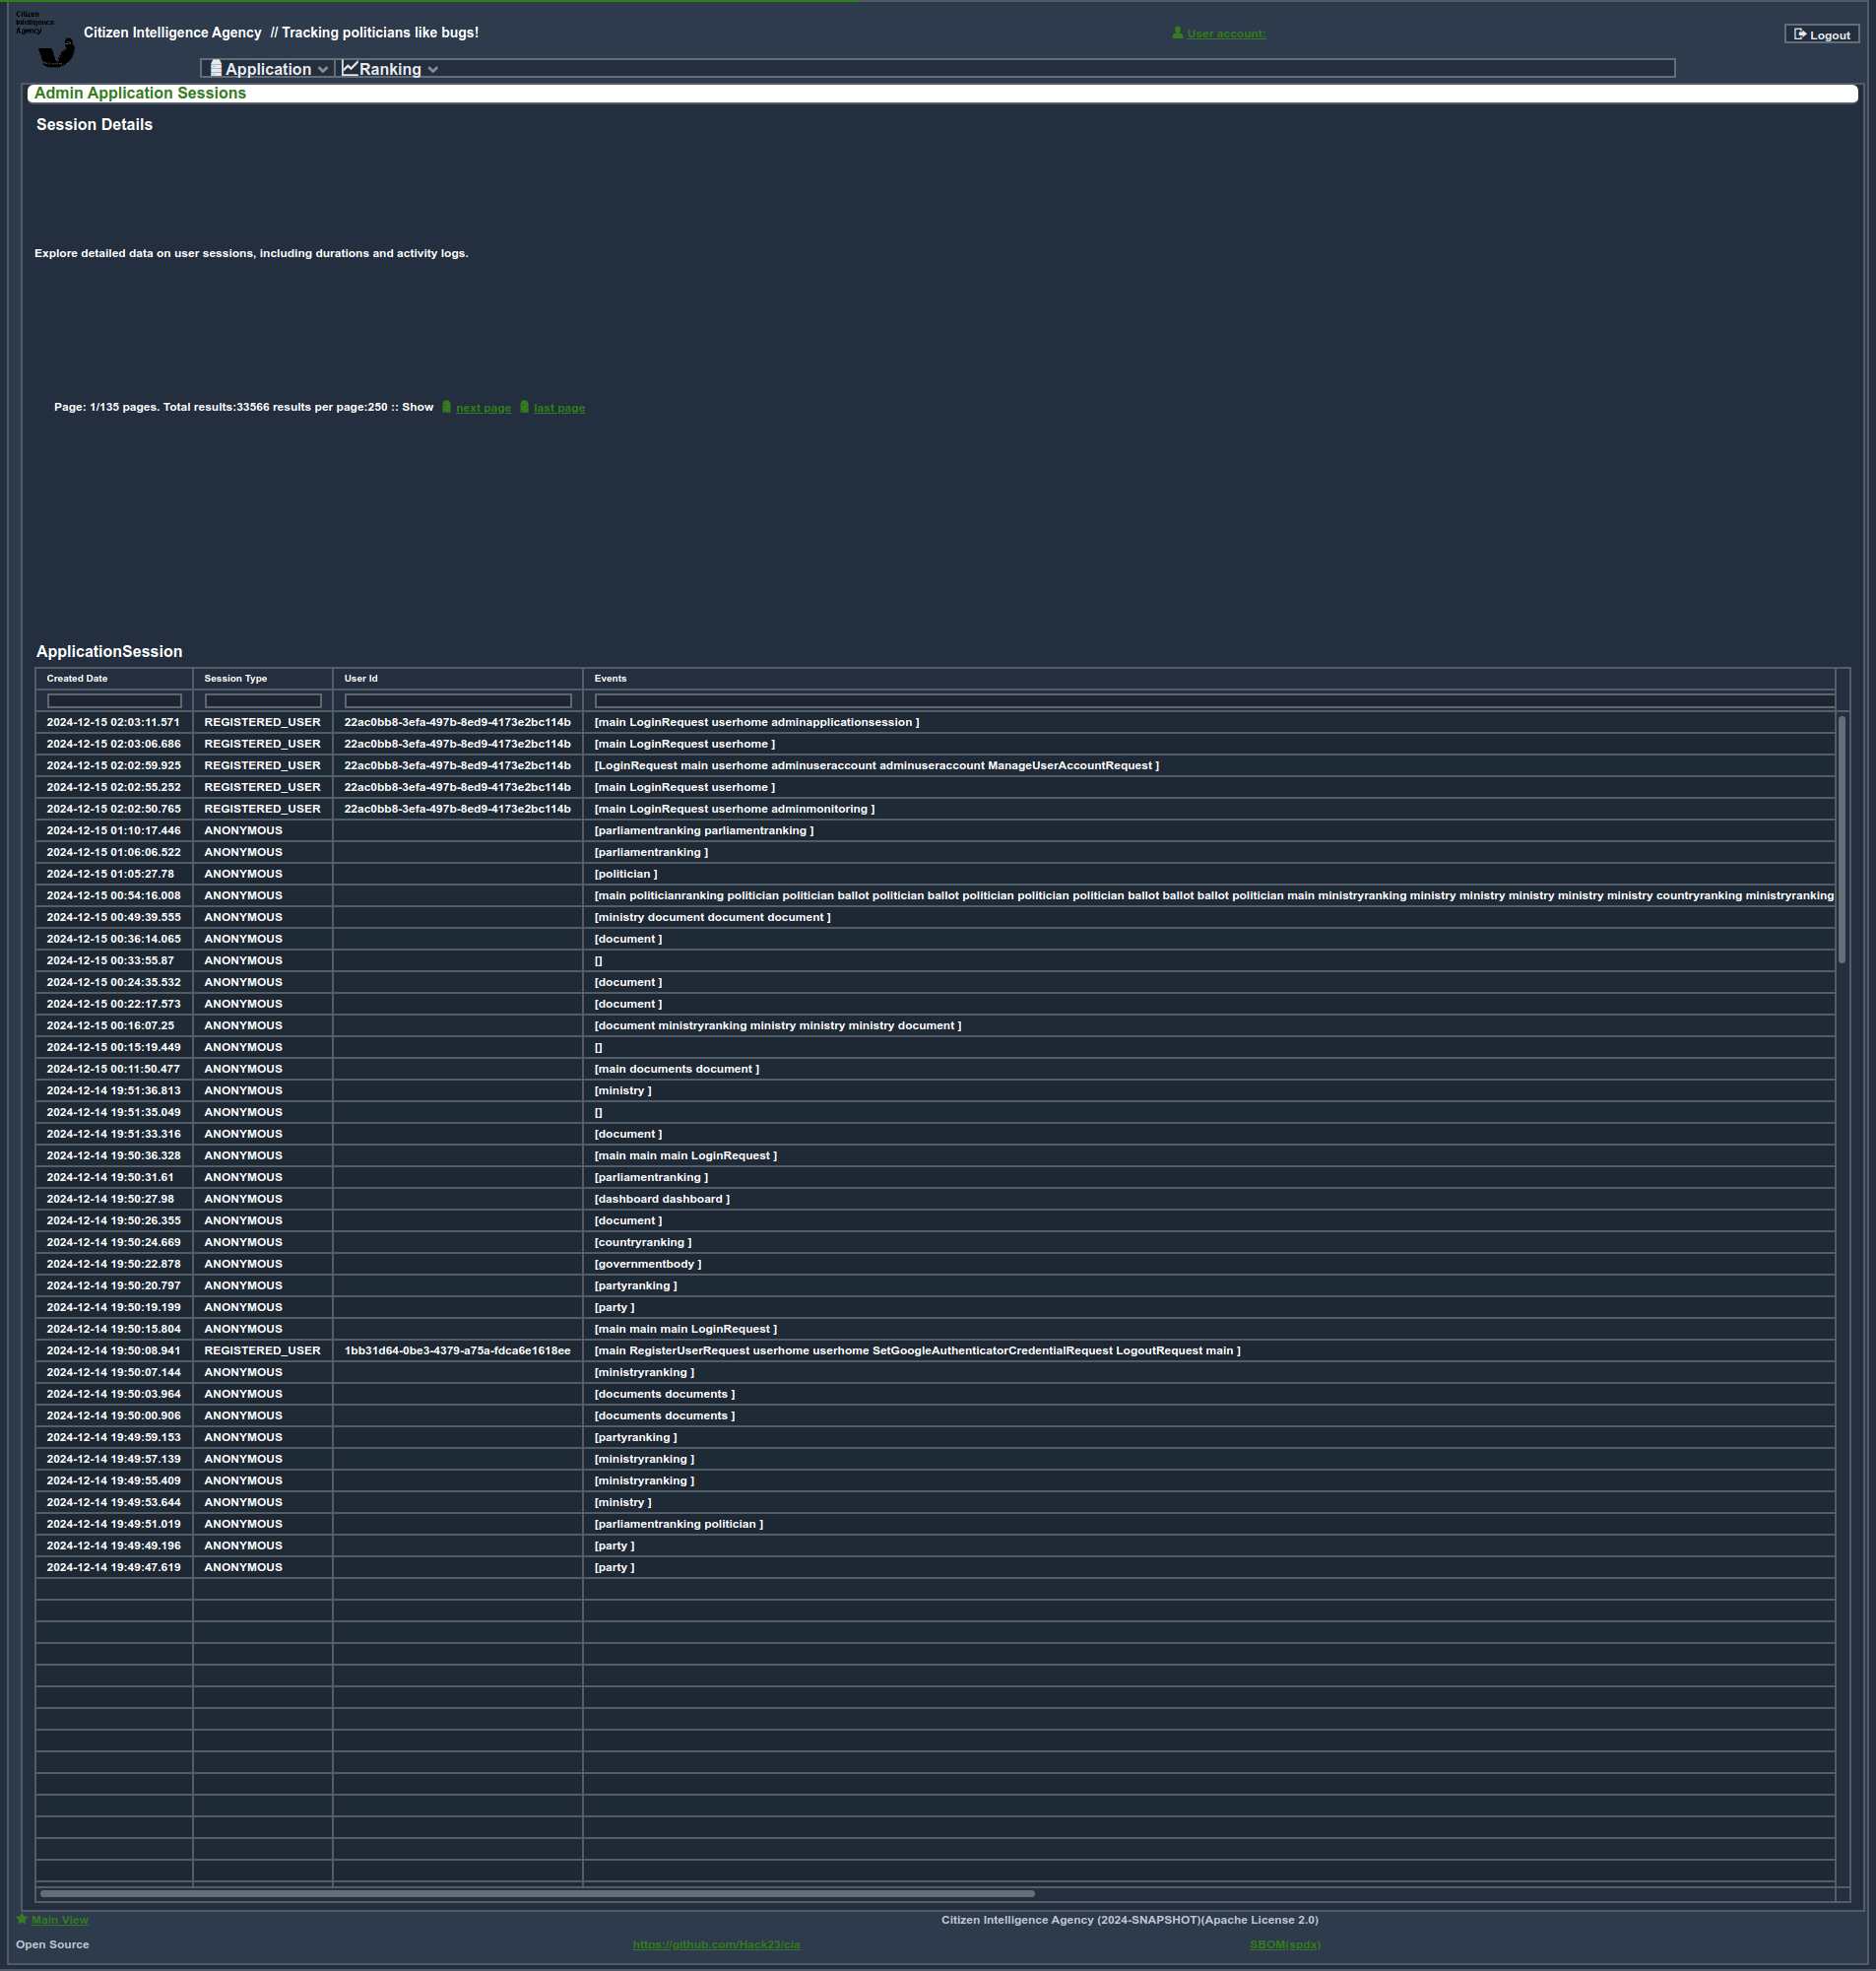 Citizen
Intelligence
Agency
Citizen Intelligence Agency // Tracking politicians like bugs!
User account:
Logout
Application Ranking
Admin Application Sessions
Session Details
Explore detailed data on user sessions, including durations and activity logs.
Page: 1/135 pages. Total results:33566 results per page:250 :: Show next page last page
ApplicationSession
Created Date Session Type User Id Events
2024-12-15 02:03:11.571 REGISTERED_USER 22ac0bb8-3efa-497b-8ed9-4173e2bc114b [main LoginRequest userhome adminapplicationsession ]
2024-12-15 02:03:06.686 REGISTERED_USER 22ac0bb8-3efa-497b-8ed9-4173e2bc114b [main LoginRequest userhome ]
2024-12-15 02:02:59.925 REGISTERED_USER 22ac0bb8-3efa-497b-8ed9-4173e2bc114b [LoginRequest main userhome adminuseraccount adminuseraccount ManageUserAccountRequest ]
2024-12-15 02:02:55.252 REGISTERED_USER 22ac0bb8-3efa-497b-8ed9-4173e2bc114b [main LoginRequest userhome ]
2024-12-15 02:02:50.765 REGISTERED_USER 22ac0bb8-3efa-497b-8ed9-4173e2bc114b [main LoginRequest userhome adminmonitoring ]
2024-12-15 01:10:17.446 ANONYMOUS [parliamentranking parliamentranking ]
2024-12-15 01:06:06.522 ANONYMOUS [parliamentranking ]
2024-12-15 01:05:27.78 ANONYMOUS [politician ]
2024-12-15 00:54:16.008 ANONYMOUS [main politicianranking politician politician ballot politician ballot politician politician politician ballot ballot ballot politician main ministryranking ministry ministry ministry ministry ministry countryranking ministryranking
2024-12-15 00:49:39.555 ANONYMOUS [ministry document document document ]
2024-12-15 00:36:14.065 ANONYMOUS [document ]
2024-12-15 00:33:55.87 ANONYMOUS []
2024-12-15 00:24:35.532 ANONYMOUS [document ]
2024-12-15 00:22:17.573 ANONYMOUS [document ]
2024-12-15 00:16:07.25 ANONYMOUS [document ministryranking ministry ministry ministry document ]
2024-12-15 00:15:19.449 ANONYMOUS []
2024-12-15 00:11:50.477 ANONYMOUS [main documents document ]
2024-12-14 19:51:36.813 ANONYMOUS [ministry ]
2024-12-14 19:51:35.049 ANONYMOUS []
2024-12-14 19:51:33.316 ANONYMOUS [document ]
2024-12-14 19:50:36.328 ANONYMOUS [main main main LoginRequest ]
2024-12-14 19:50:31.61 ANONYMOUS [parliamentranking ]
2024-12-14 19:50:27.98 ANONYMOUS [dashboard dashboard ]
2024-12-14 19:50:26.355 ANONYMOUS [document ]
2024-12-14 19:50:24.669 ANONYMOUS [countryranking ]
2024-12-14 19:50:22.878 ANONYMOUS [governmentbody ]
2024-12-14 19:50:20.797 ANONYMOUS [partyranking ]
2024-12-14 19:50:19.199 ANONYMOUS [party ]
2024-12-14 19:50:15.804 ANONYMOUS [main main main LoginRequest ]
2024-12-14 19:50:08.941 REGISTERED_USER 1bb31d64-0be3-4379-a75a-fdca6e1618ee [main RegisterUserRequest userhome userhome SetGoogleAuthenticatorCredentialRequest LogoutRequest main ]
2024-12-14 19:50:07.144 ANONYMOUS [ministryranking ]
2024-12-14 19:50:03.964 ANONYMOUS [documents documents ]
2024-12-14 19:50:00.906 ANONYMOUS [documents documents ]
2024-12-14 19:49:59.153 ANONYMOUS [partyranking ]
2024-12-14 19:49:57.139 ANONYMOUS [ministryranking ]
2024-12-14 19:49:55.409 ANONYMOUS [ministryranking ]
2024-12-14 19:49:53.644 ANONYMOUS [ministry ]
2024-12-14 19:49:51.019 ANONYMOUS [parliamentranking politician ]
2024-12-14 19:49:49.196 ANONYMOUS [party ]
2024-12-14 19:49:47.619 ANONYMOUS [party ]
Main View Citizen Intelligence Agency (2024-SNAPSHOT)(Apache License 2.0)
Open Source https://github.com/Hack23/cia SBOM(spdx)